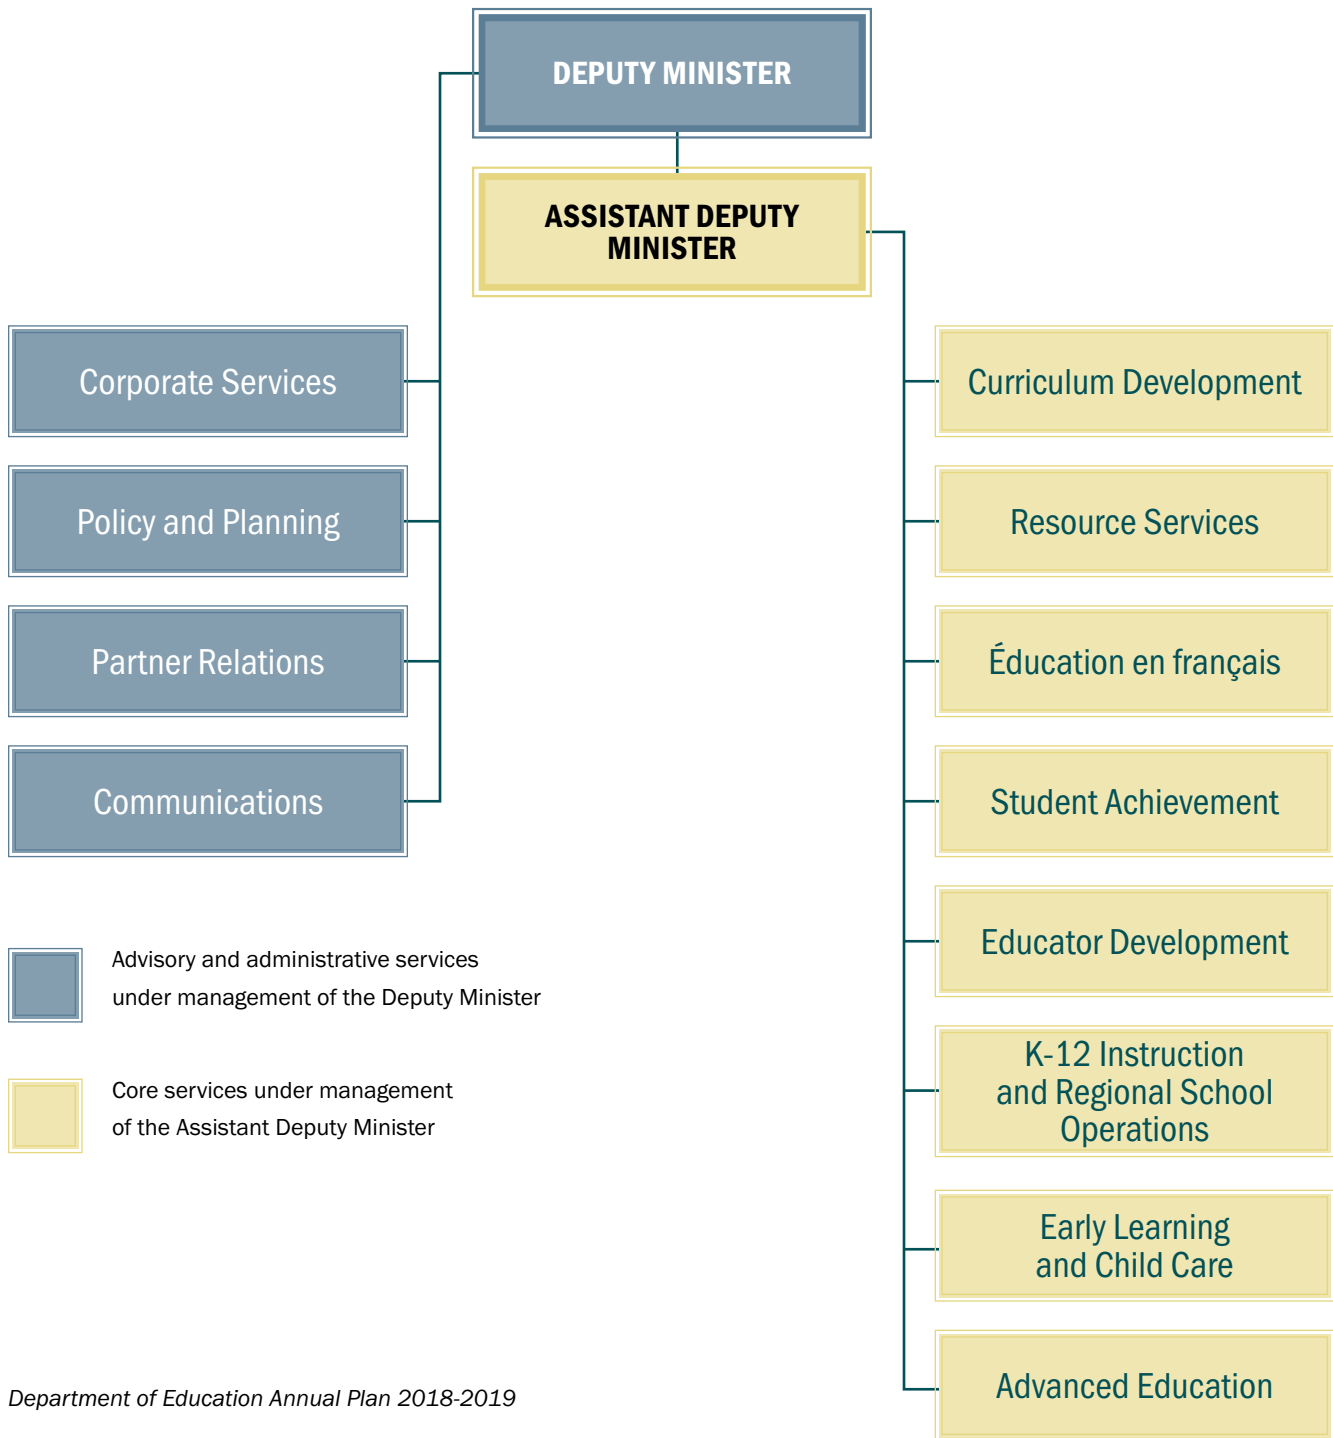 DEPUTY MINISTER
ASSISTANT DEPUTY
MINISTER
Corporate Services
Policy and Planning
Partner Relations
Communications
Curriculum Development
Resource Services
Éducation en français
Student Achievement
Educator Development
K-12 Instruction
and Regional School
Operations
Early Learning
and Child Care
Advanced Education
Advisory and administrative services
under management of the Deputy Minister
Core services under management
of the Assistant Deputy Minister
Department of Education Annual Plan 2018-2019